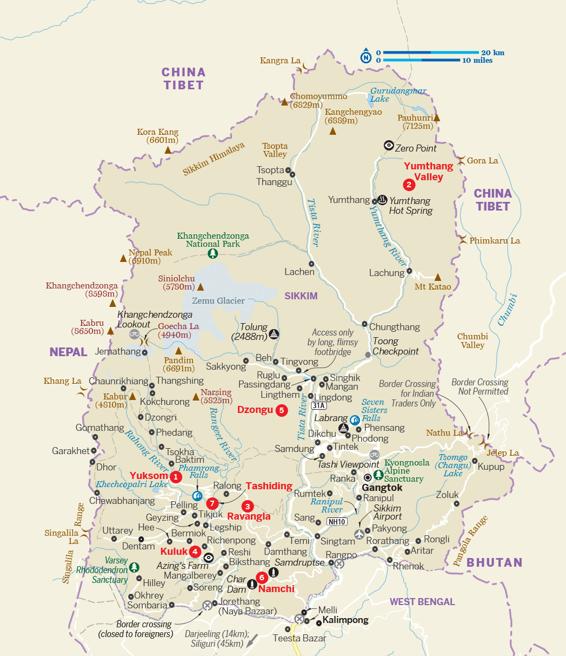 Kangra La
0 20 km
N
0 10 miles
CHINA
TIBET
Chomoyummo
(6829m)
Gurudangmar
Lake
Kangchengyao
(6889m)
Pauhunri
(7125m)
Kora Kang
(6601m)
Zero Point
Tsopta
Valley
Sikkim Himalaya
Gora La
Yumthang
Valley
2
Tsopta
Thanggu
CHINA
TIBET
Yumthang
Yumthang
Hot Spring
Tista River
Yumthang River
Khangchendzonga
National Park
Phimkaru La
Nepal Peak
(6910m)
Lachen
Lachung
Siniolchu
(5780m)
Mt Katao
Khangchendzonga
(8598m)
Zemu Glacier
SIKKIM
Chumbi
Khangchendzonga
Lookout
Goecha La
(4940m)
Kabru
(8650m)
Tolung
(2488m)
Chungthang
Access only
by long, flimsy
footbridge
Toong
Checkpoint
Chumbi
Valley
NEPAL
Jemathang
Pandim
(6691m)
Beh
Tingvong
Sakkyong
Ruglu
Singhik
Passingdang
Mangan
Border Crossing
for Indian
Traders Only
Border Crossing
Not Permitted
Khang La
Chaunrikhiang
Thangshing
Lingthem
Lingdong
Kabur
(4810m)
Kokchurong
Narsing
(5825m)
31A
Seven
Sisters
Falls
Dzongu
5
Dzongri
Labrang
Phensang
Gomathang
Phedang
Rangeet River
Tista River
Dikchu
Phodong
Nathu La
Rathong River
Tsokha
Samdung
Tintek
Jelep La
Garakhet
Baktim
Tashi Viewpoint
Kyongnosla
Alpine
Sanctuary
Tsomgo
(Changu)
Lake
Kupup
Dhor
Phamrong
Falls
Yuksom
1
Ranka
Khechepalri Lake
Ralong
Tashiding
Gangtok
Chewabhanjang
Pelling
7
3
Rumtek
Ranipul
Zoluk
Ravangla
Ranipul
River
Sikkim
Airport
Geyzing
Tikjuk
Sang
NH10
Singalila
La
Uttarey
Hee
Legship
Pakyong
Rongli
Singalila Range
Dentam
Bermiok
Richenpong
Temi
Singtam
Rorathang
Aritar
Pangola Range
Kuluk
4
Reshi
Damthang
Rangpo
Azing's Farm
Biksthang
Samdruptse
Rhenok
BHUTAN
Varsey
Rhododendron
Sanctuary
Mangalbarey
6
Hilley
Soreng
Char
Dam
Namchi
Okhrey
WEST BENGAL
Sombaria
Jorethang
(Naya Bazaar)
Melli
Border crossing
(closed to foreigners)
Kalimpong
Darjeeling (14km);
Siliguri (45km)
Teesta Bazar